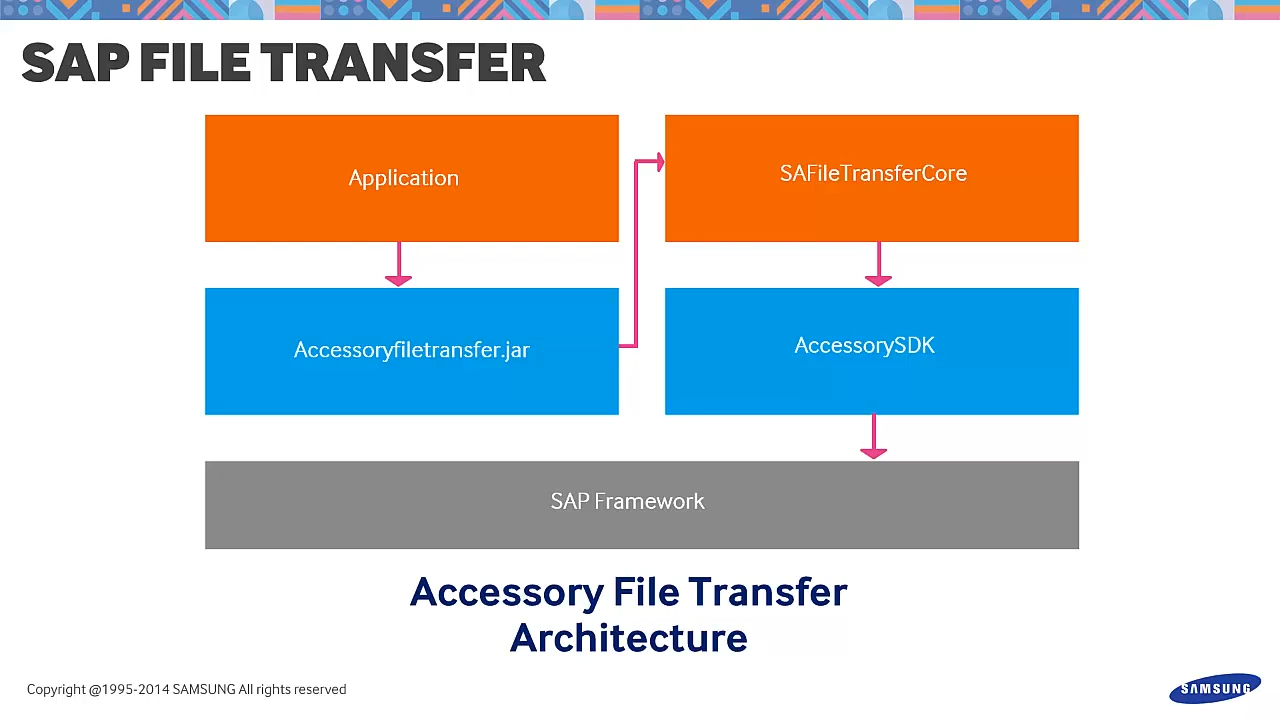 SAP FILE TRANSFER
Application
SAFileTransferCore
Accessoryfiletransfer.jar
AccessorySDK
SAP Framework
Accessory File Transfer
Architecture
Copyright @1995-2014 SAMSUNG All rights reserved
SAMSUNG